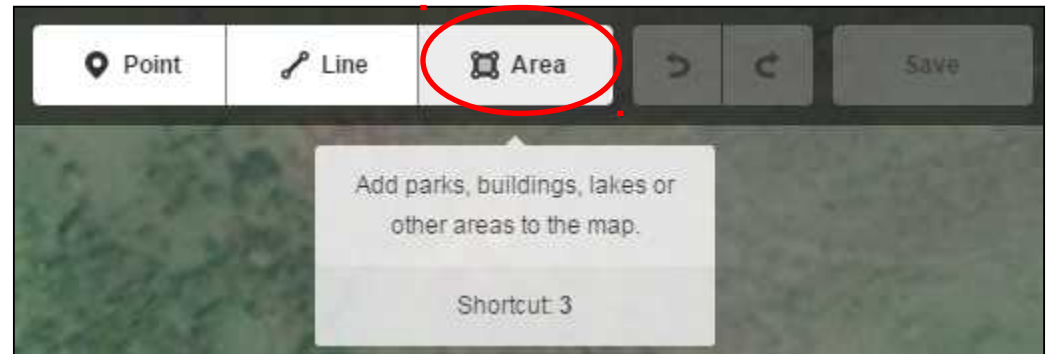 Point Line Area Save
Add parks, buildings, lakes or
other areas to the map.
Shortcut: 3